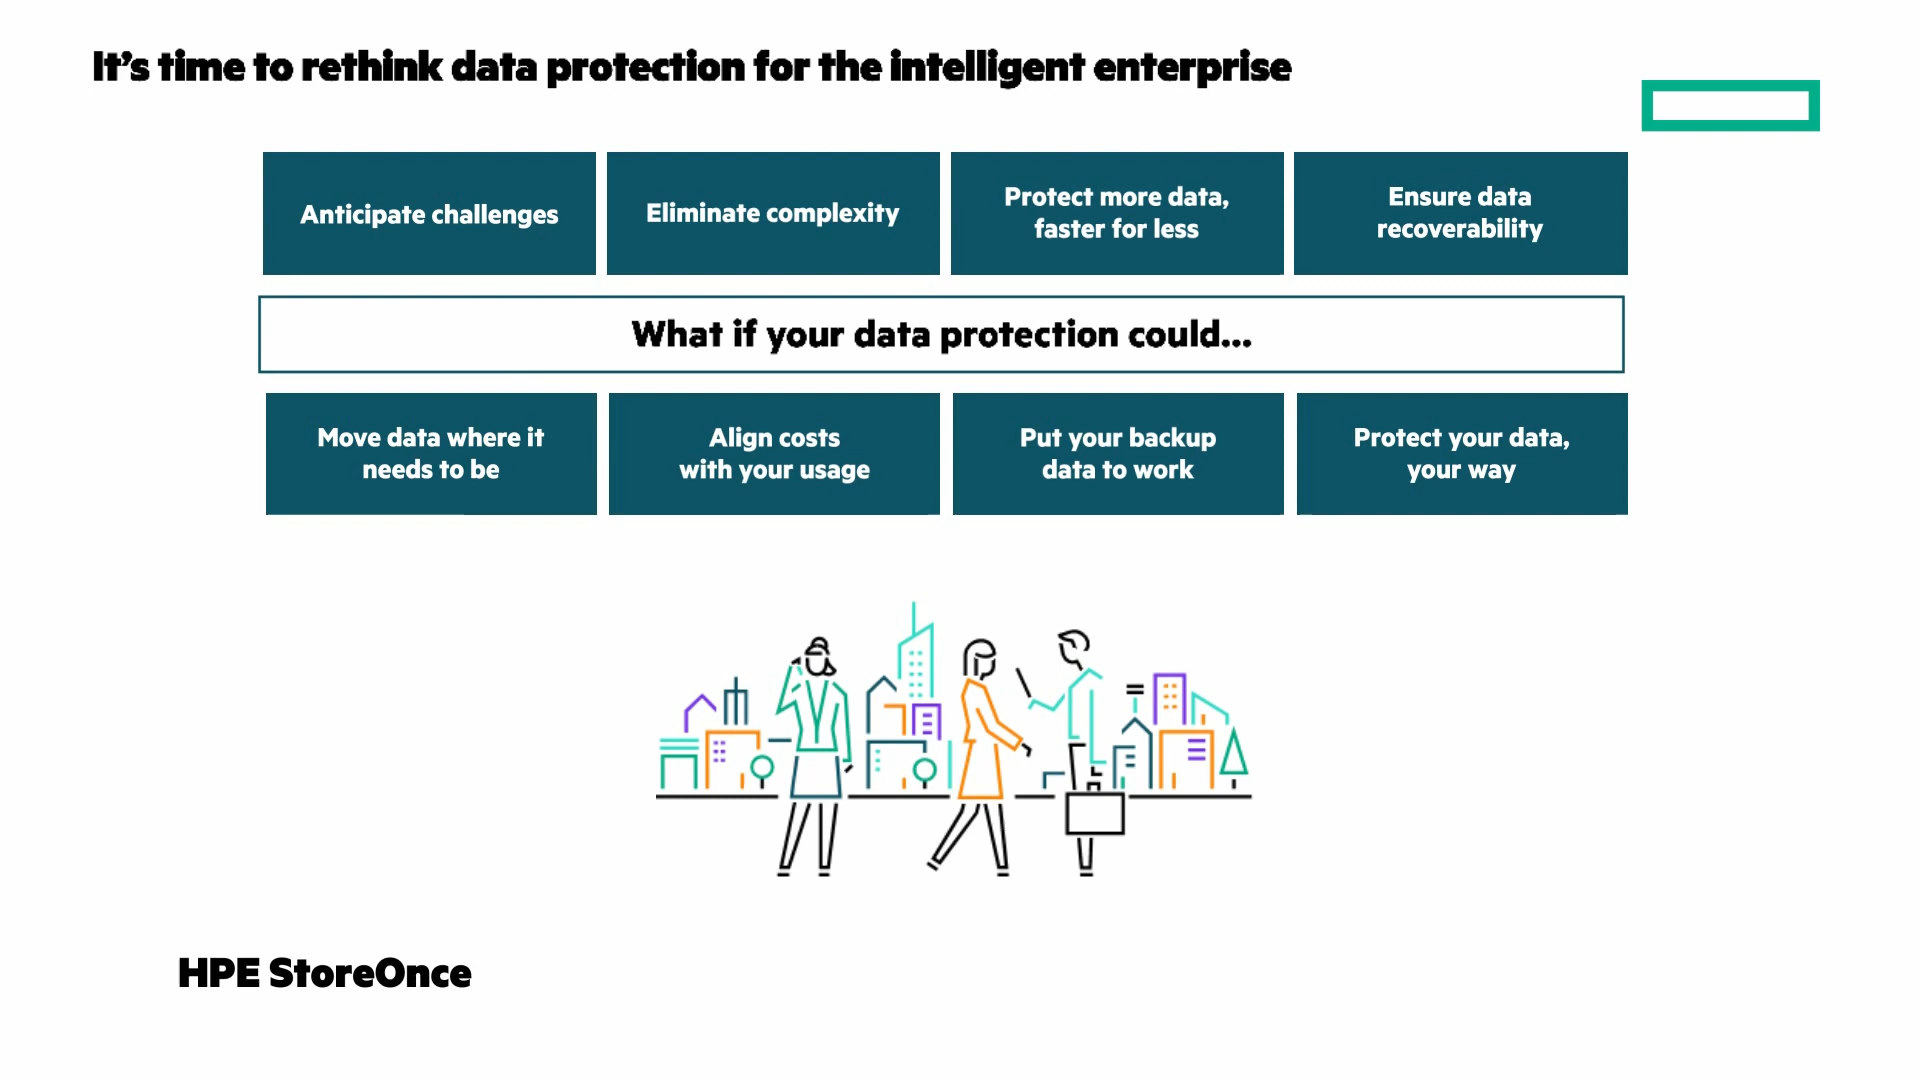 It's time to rethink data protection for the intelligent enterprise
Anticipate challenges
Eliminate complexity
Protect more data,
faster for less
Ensure data
recoverability
What if your data protection could...
Move data where it
needs to be
Align costs
with your usage
Put your backup
data to work
Protect your data,
your way
HPE StoreOnce